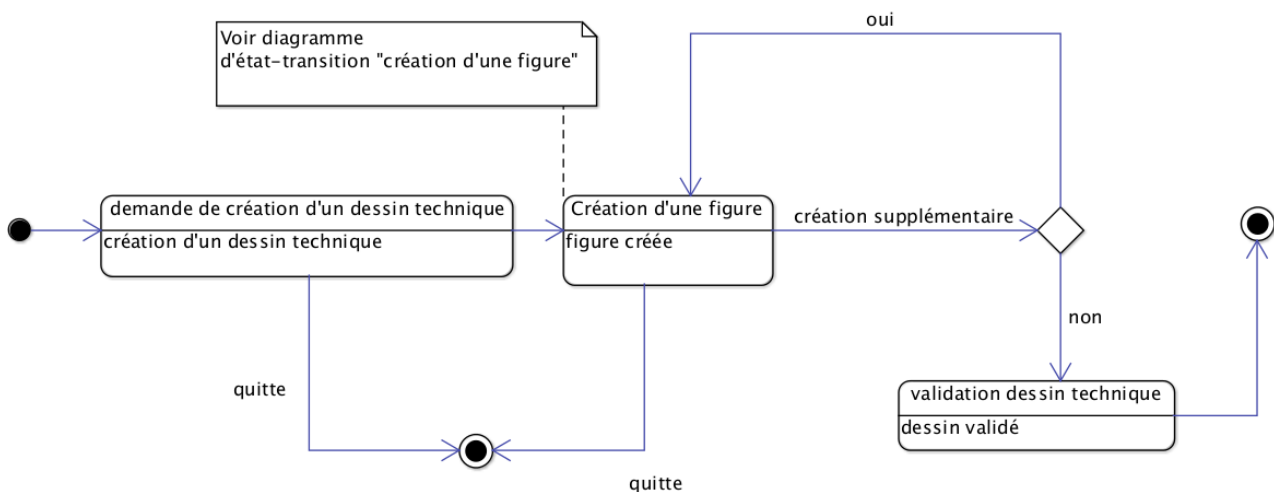 oui
Voir diagramme
d'état-transition "création d'une figure"
demande de création d'un dessin technique
création d'un dessin technique
Création d'une figure
figure créée
création supplémentaire
non
quitte
validation dessin technique
dessin validé
quitte